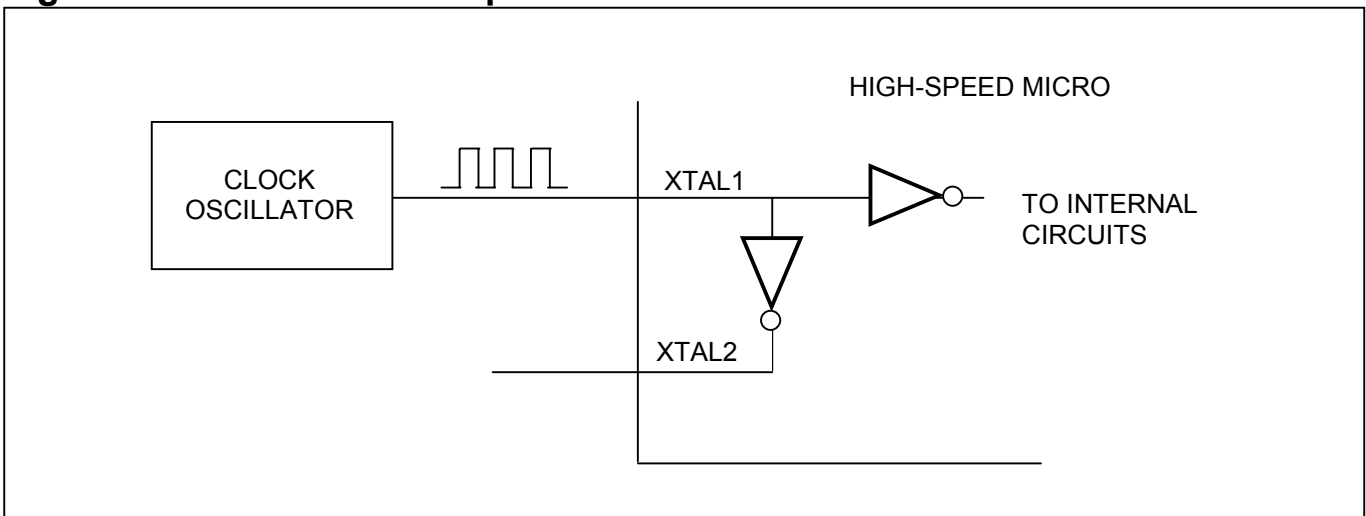 HIGH-SPEED MICRO
CLOCK
OSCILLATOR
XTAL1
TO INTERNAL
CIRCUITS
XTAL2